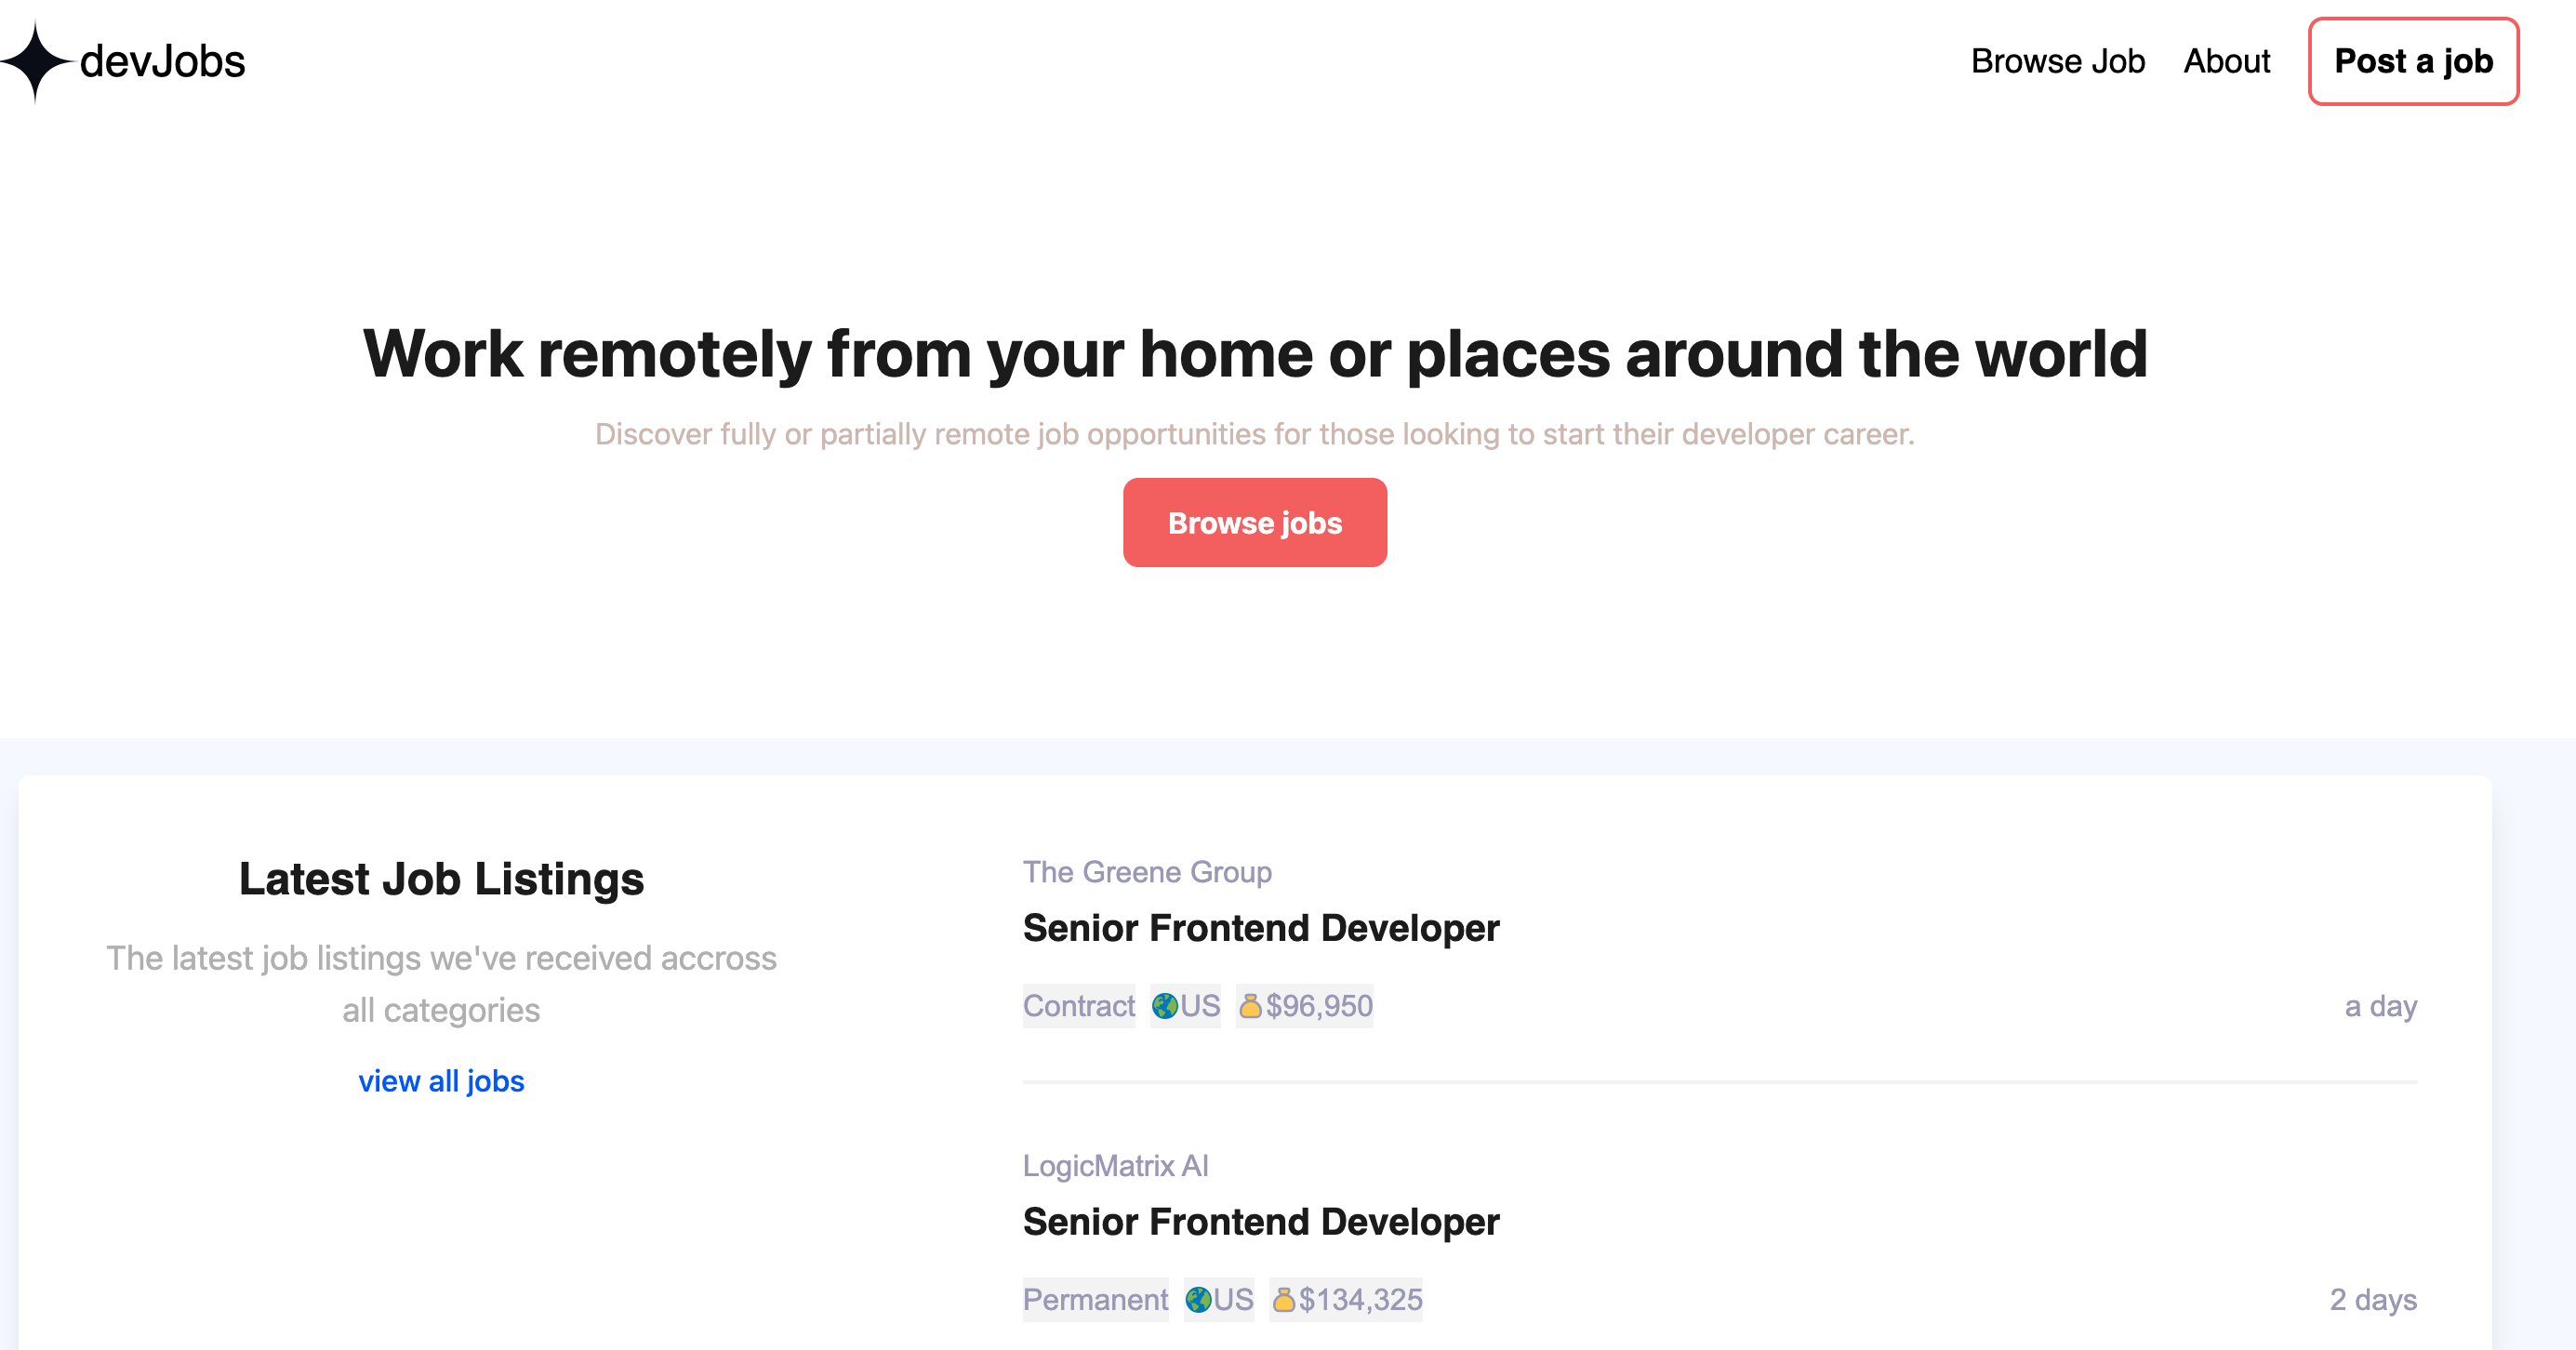 devJobs
Browse Job
About
Post a job
Work remotely from your home or places around the world
Discover fully or partially remote job opportunities for those looking to start their developer career.
Browse jobs
Latest Job Listings
The latest job listings we've received accross
all categories
view all jobs
The Greene Group
Senior Frontend Developer
Contract 🌎US 💰$96,950
a day
LogicMatrix AI
Senior Frontend Developer
Permanent 🌎US 💰$134,325
2 days